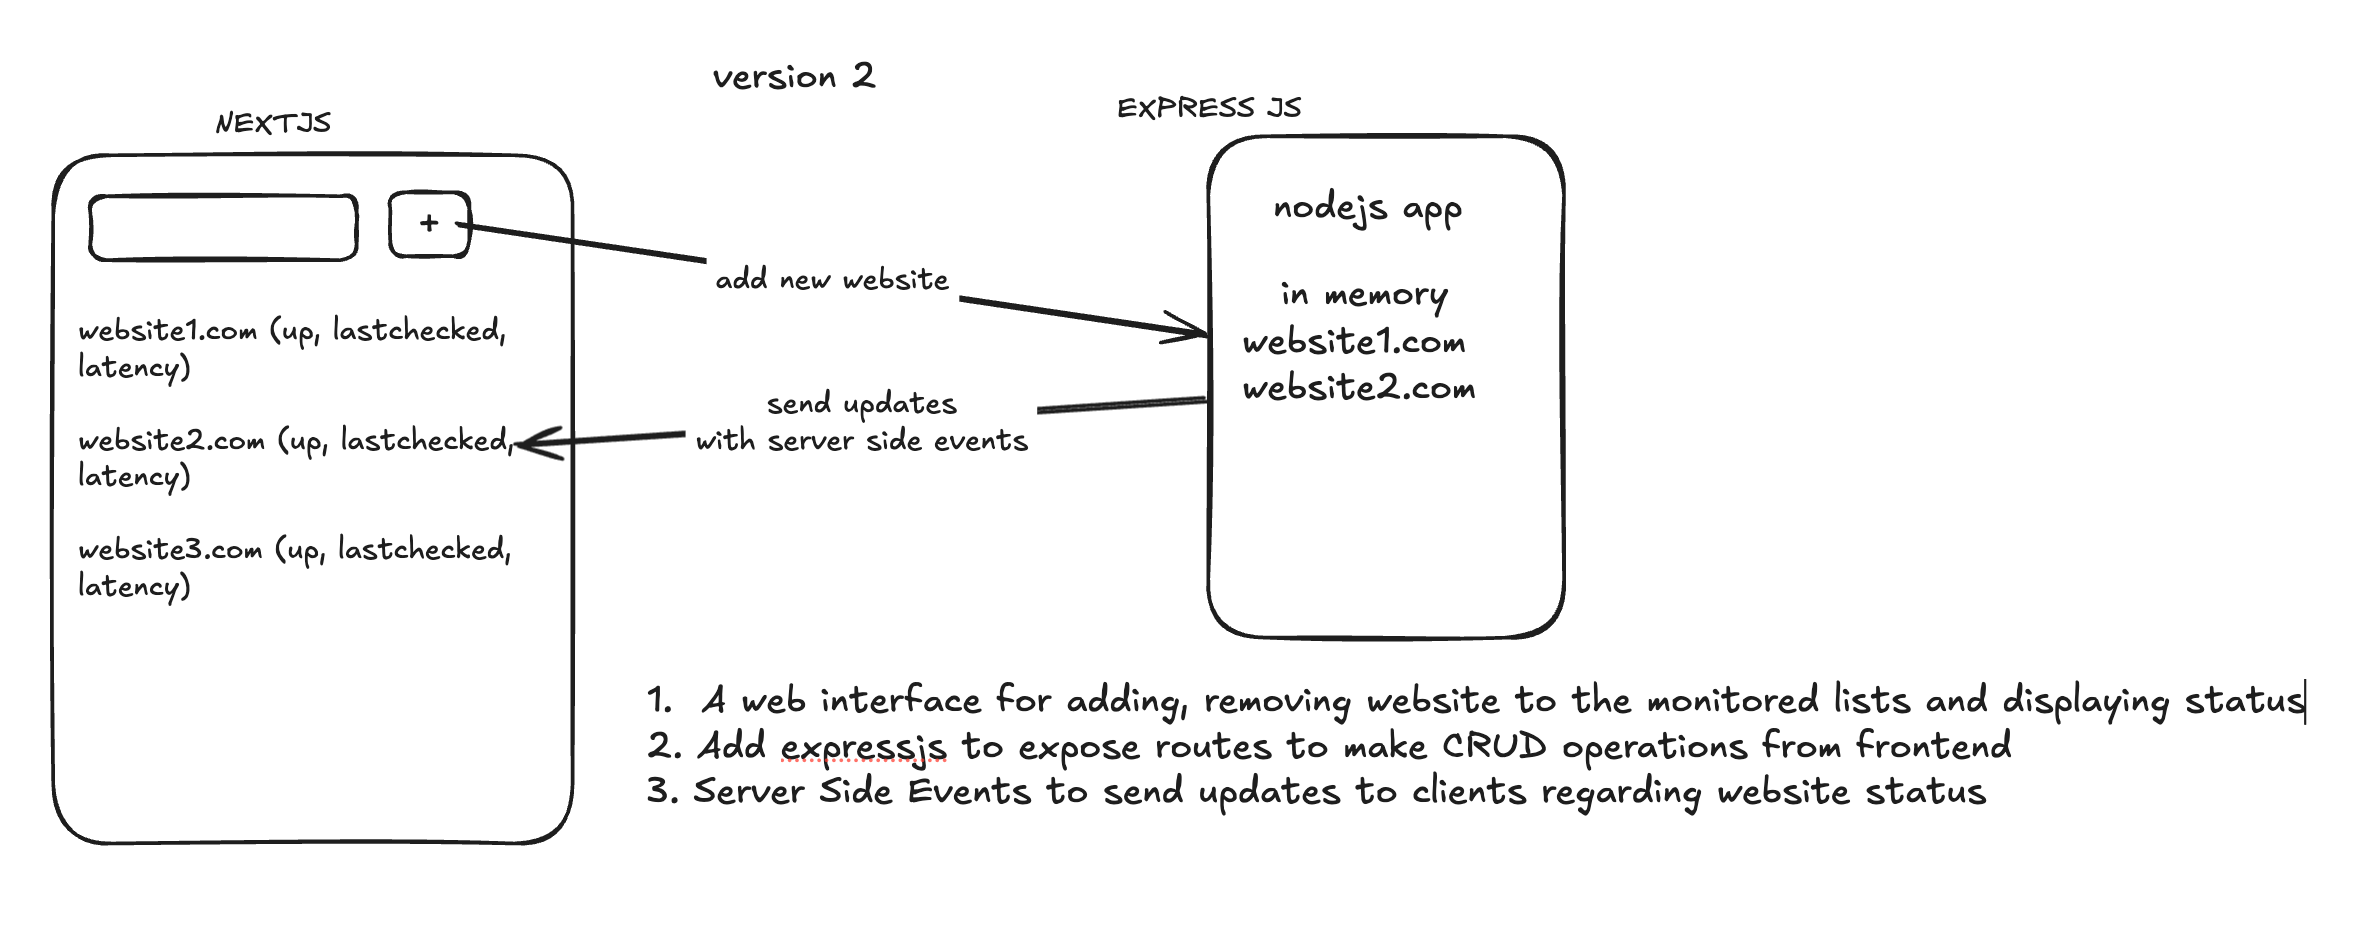 version 2
NEXTJS
EXPRESS JS
+
website1.com (up, lastchecked,
latency)
website2.com (up, lastchecked,
latency)
website3.com (up, lastchecked,
latency)
add new website
send updates
with server side events
nodejs app
in memory
website1.com
website2.com
1. A web interface for adding, removing website to the monitored lists and displaying status
2. Add expressjs to expose routes to make CRUD operations from frontend
3. Server Side Events to send updates to clients regarding website status